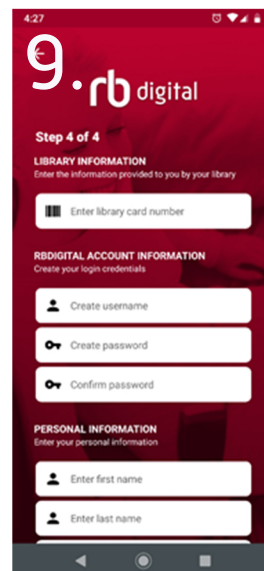 4:27
9.
rb digital
Step 4 of 4
LIBRARY INFORMATION
Enter the information provided to you by your library
Enter library card number
RBDIGITAL ACCOUNT INFORMATION
Create your login credentials
Create username
Create password
Confirm password
PERSONAL INFORMATION
Enter your personal information
Enter first name
Enter last name